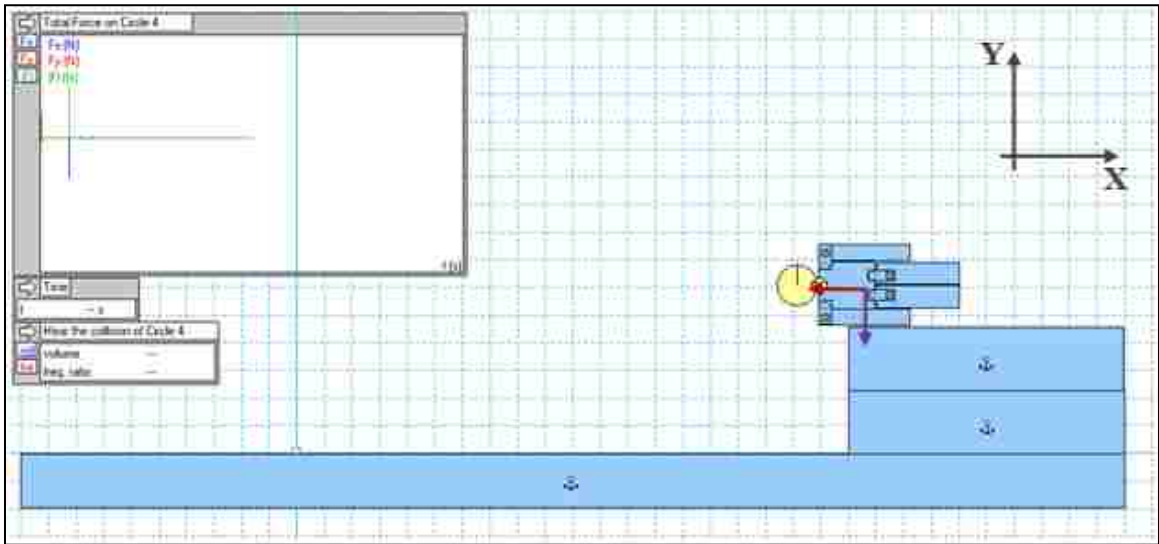 Total Force on Circle 4
Fx (N)
Fy (N)
|F| (N)
t (s)
Time
t --- s
Hear the collision of Circle 4
volume ---
freq. ratio ---
Y
X